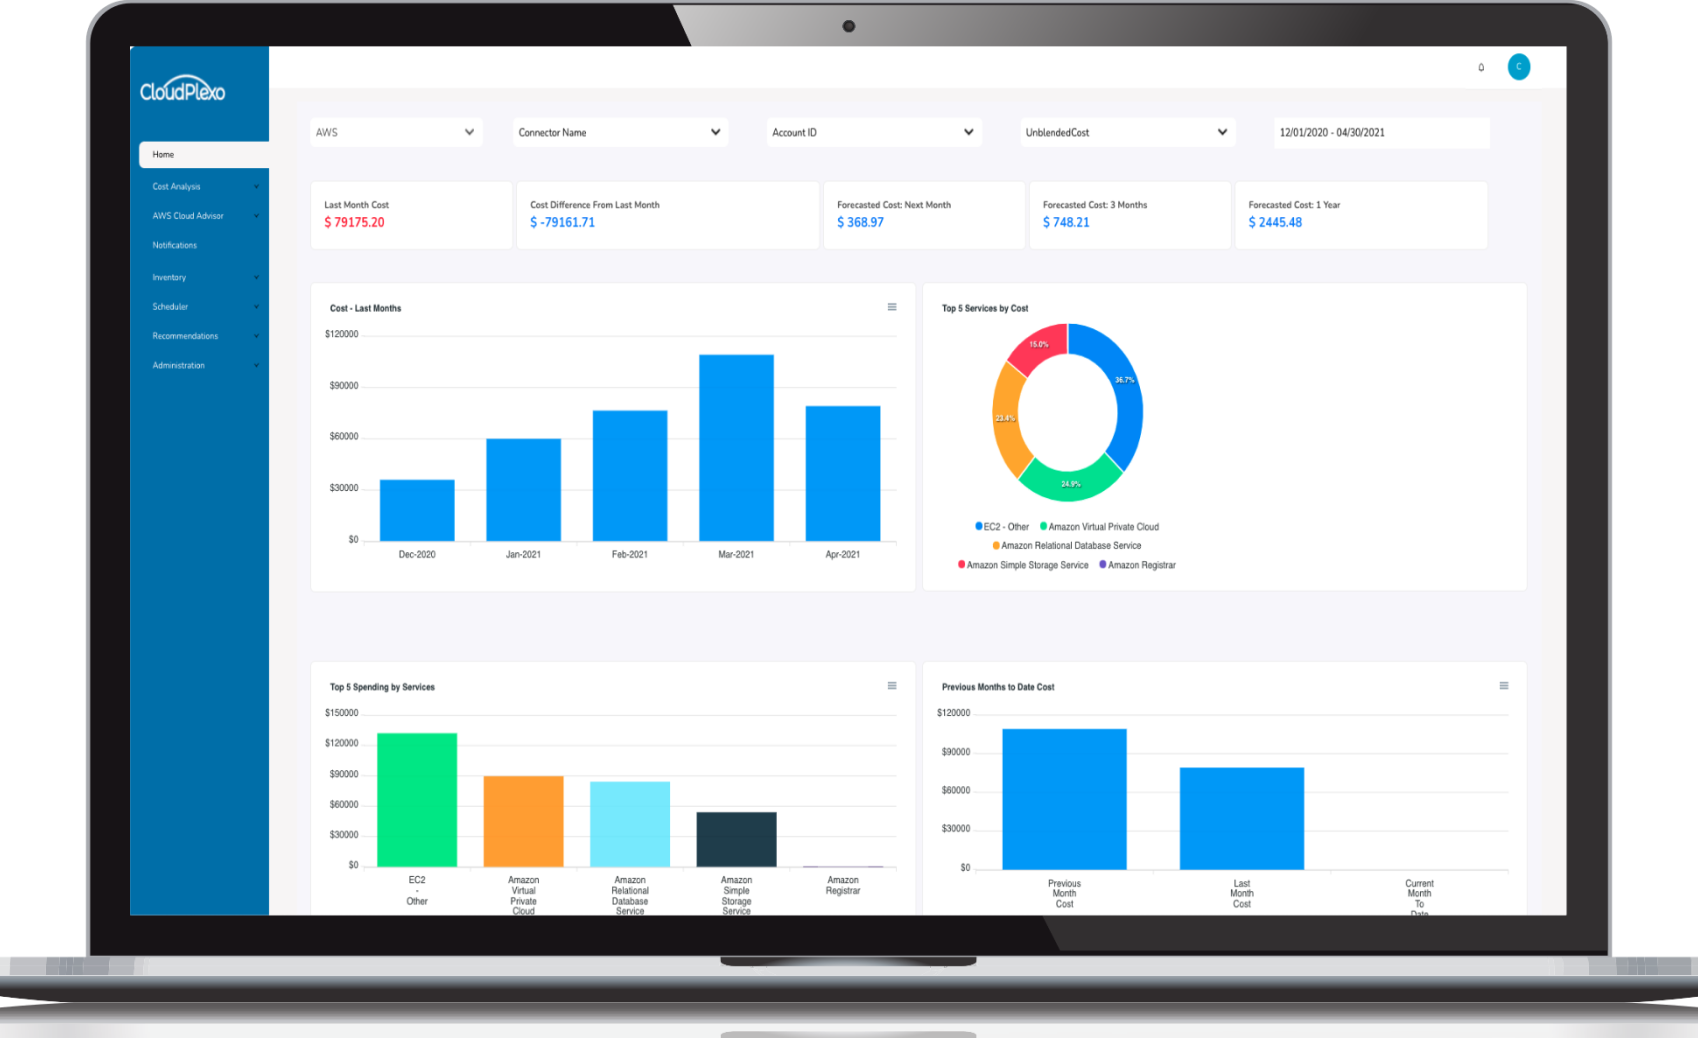 CloudPlexo
C
Home
Cost Analysis
AWS Cloud Advisor
Notifications
Inventory
Scheduler
Recommendations
Administration
AWS
Connector Name
Account ID
UnblendedCost
12/01/2020 - 04/30/2021
Last Month Cost
$ 79175.20
Cost Difference From Last Month
$ -79161.71
Forecasted Cost: Next Month
$ 368.97
Forecasted Cost: 3 Months
$ 748.21
Forecasted Cost: 1 Year
$ 2445.48
Cost - Last Months
$120000
$90000
$60000
$30000
$0
Dec-2020
Jan-2021
Feb-2021
Mar-2021
Apr-2021
Top 5 Services by Cost
15.0%
36.7%
23.4%
24.9%
EC2 - Other
Amazon Virtual Private Cloud
Amazon Relational Database Service
Amazon Simple Storage Service
Amazon Registrar
Top 5 Spending by Services
$150000
$120000
$90000
$60000
$30000
$0
EC2
-
Other
Amazon
Virtual
Private
Cloud
Amazon
Relational
Database
Service
Amazon
Simple
Storage
Service
Amazon
Registrar
Previous Months to Date Cost
$120000
$90000
$60000
$30000
$0
Previous
Month
Cost
Last
Month
Cost
Current
Month
To
Date